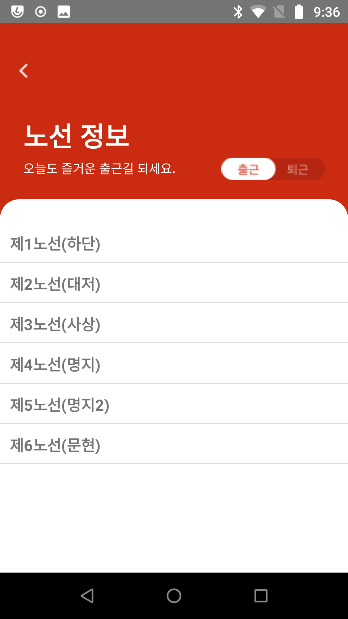 9:36
노선 정보
오늘도 즐거운 출근길 되세요.
출근 퇴근
제1노선(하단)
제2노선(대저)
제3노선(사상)
제4노선(명지)
제5노선(명지2)
제6노선(문현)